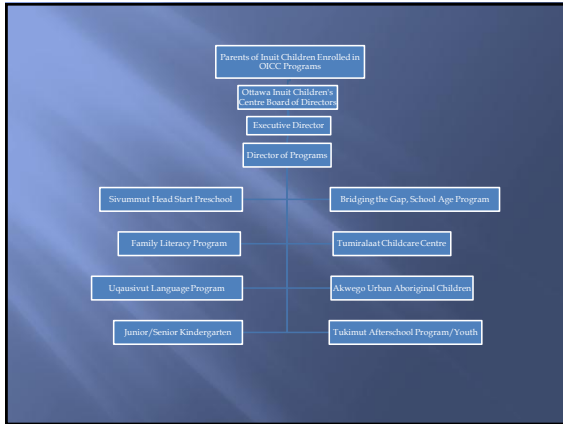 Parents of Inuit Children Enrolled in
OICC Programs
Ottawa Inuit Children's
Centre Board of Directors
Executive Director
Director of Programs
Sivummut Head Start Preschool
Bridging the Gap, School Age Program
Family Literacy Program
Tumiralaat Childcare Centre
Uqausivut Language Program
Akwego Urban Aboriginal Children
Junior/Senior Kindergarten
Tukimut Afterschool Program/Youth